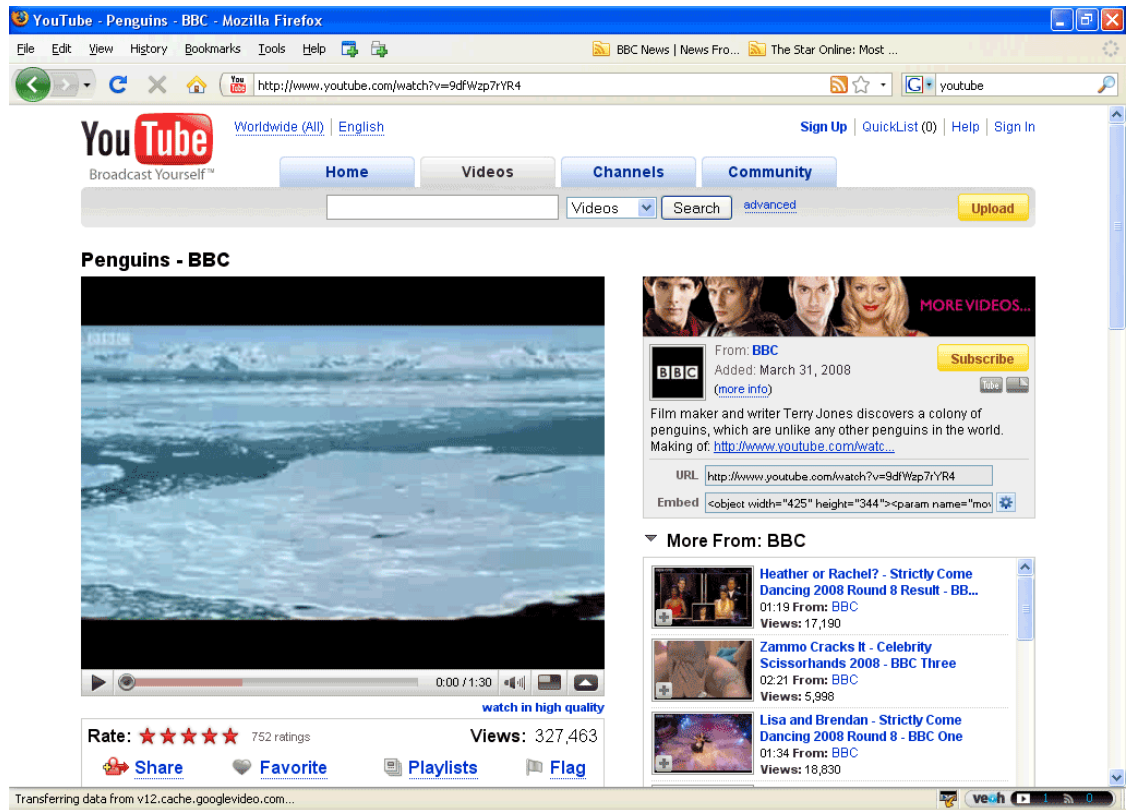 YouTube - Penguins - BBC - Mozilla Firefox
File Edit View History Bookmarks Tools Help BBC News | News Fro... The Star Online: Most ...
You Tube http://www.youtube.com/watch?v=9dfWzp7rYR4 G youtube
You Tube Worldwide (All) English Sign Up QuickList (0) Help Sign In
Broadcast Yourself™ Home Videos Channels Community
Videos Search advanced Upload
Penguins - BBC
MORE VIDEOS...
BBC
From: BBC Subscribe
Added: March 31, 2008
(more info) Tube
Film maker and writer Terry Jones discovers a colony of
penguins, which are unlike any other penguins in the world.
Making of: http://www.youtube.com/watc...
URL http://www.youtube.com/watch?v=9dfWzp7rYR4
Embed <object width="425" height="344"><param name="mov
More From: BBC
Heather or Rachel? - Strictly Come
Dancing 2008 Round 8 Result - BB...
01:19 From: BBC
Views: 17,190
Zammo Cracks It - Celebrity
Scissorhands 2008 - BBC Three
02:21 From: BBC
Views: 5,998
Lisa and Brendan - Strictly Come
Dancing 2008 Round 8 - BBC One
01:34 From: BBC
Views: 18,830
0:00 / 1:30
watch in high quality
Rate: 752 ratings Views: 327,463
Share Favorite Playlists Flag
Transferring data from v12.cache.googlevideo.com... veoh 1 0